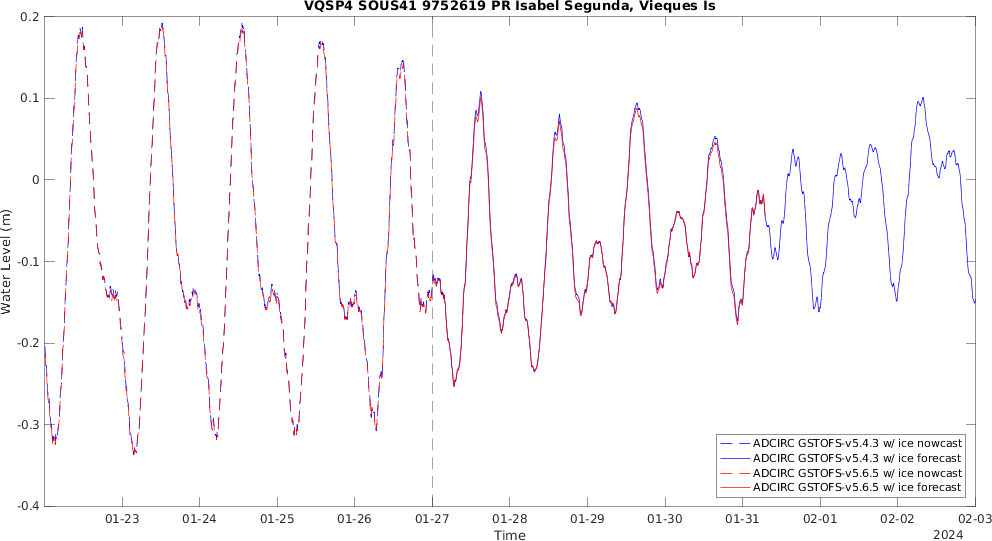 VQSP4 SOUS41 9752619 PR Isabel Segunda, Vieques Is
0.2
0.1
0
-0.1
-0.2
-0.3
-0.4
Water Level (m)
ADCIRC GSTOFS-v5.4.3 w/ ice nowcast
ADCIRC GSTOFS-v5.4.3 w/ ice forecast
ADCIRC GSTOFS-v5.6.5 w/ ice nowcast
ADCIRC GSTOFS-v5.6.5 w/ ice forecast
01-23 01-24 01-25 01-26 01-27 01-28 01-29 01-30 01-31 02-01 02-02 02-03
Time
2024